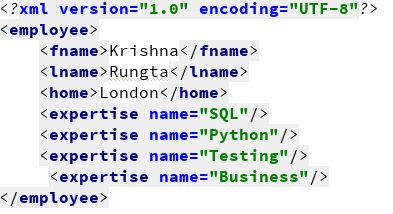 <?xml version="1.0" encoding="UTF-8"?>
<employee>
    <fname>Krishna</fname>
    <lname>Rungta</lname>
    <home>London</home>
    <expertise name="SQL"/>
    <expertise name="Python"/>
    <expertise name="Testing"/>
     <expertise name="Business"/>
</employee>